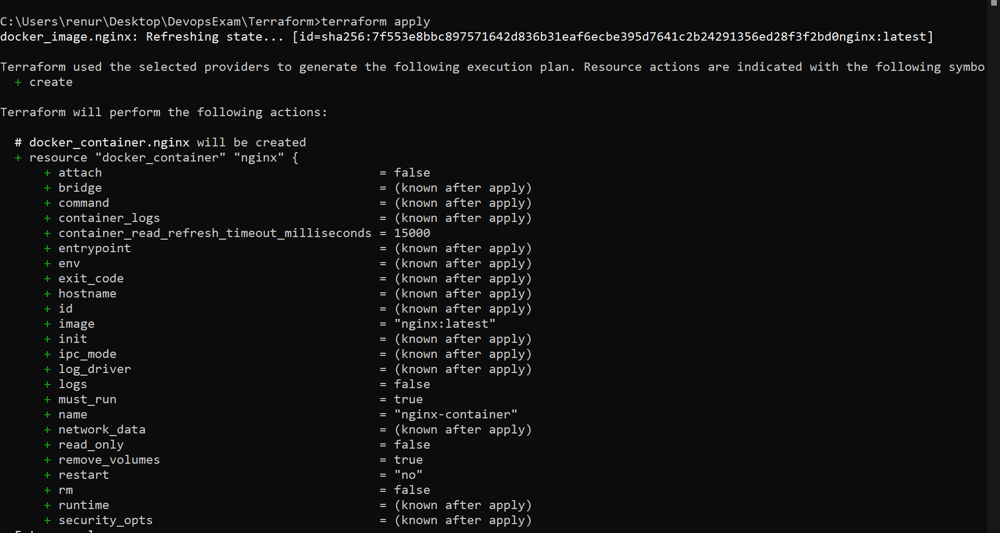 C:\Users\renur\Desktop\DevopsExam\Terraform>terraform apply
docker_image.nginx: Refreshing state... [id=sha256:7f553e8bbc897571642d836b31eaf6ecbe395d7641c2b24291356ed28f3f2bd0nginx:latest]
Terraform used the selected providers to generate the following execution plan. Resource actions are indicated with the following symbo
+ create
Terraform will perform the following actions:
# docker_container.nginx will be created
+ resource "docker_container" "nginx" {
+ attach = false
+ bridge = (known after apply)
+ command = (known after apply)
+ container_logs = (known after apply)
+ container_read_refresh_timeout_milliseconds = 15000
+ entrypoint = (known after apply)
+ env = (known after apply)
+ exit_code = (known after apply)
+ hostname = (known after apply)
+ id = (known after apply)
+ image = "nginx:latest"
+ init = (known after apply)
+ ipc_mode = (known after apply)
+ log_driver = (known after apply)
+ logs = false
+ must_run = true
+ name = "nginx-container"
+ network_data = (known after apply)
+ read_only = false
+ remove_volumes = true
+ restart = "no"
+ rm = false
+ runtime = (known after apply)
+ security_opts = (known after apply)